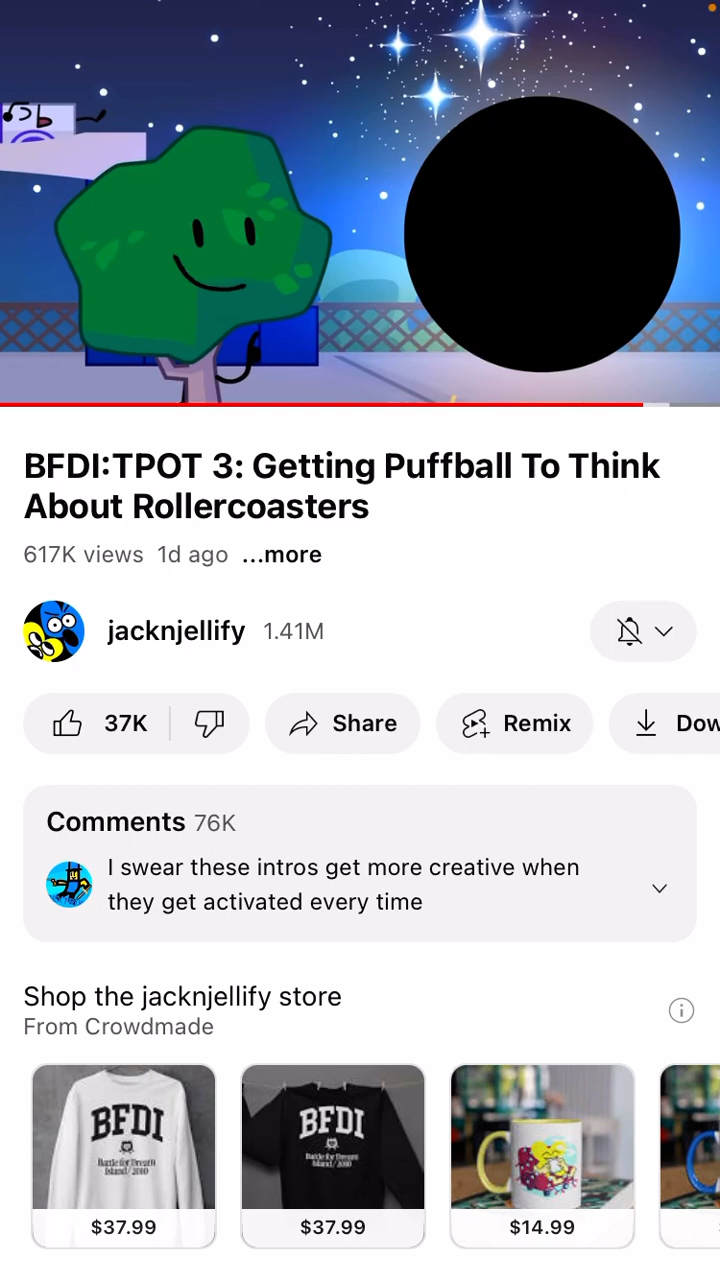 BFDI:TPOT 3: Getting Puffball To Think
About Rollercoasters
617K views 1d ago ...more
jacknjellify 1.41M
37K Share Remix Dow
Comments 76K
I swear these intros get more creative when
they get activated every time
Shop the jacknjellify store
From Crowdmade
BFDI BFDI
Battle for Dream Battle for Dream
Island/2010 Island/2010
$37.99 $37.99 $14.99